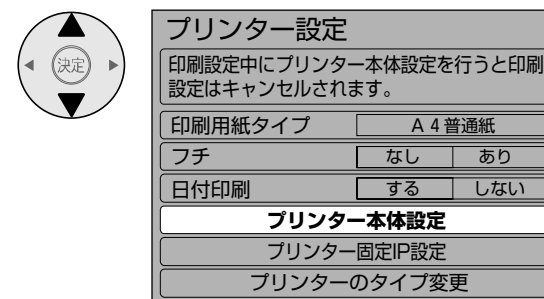 決定
プリンター設定
印刷設定中にプリンター本体設定を行うと印刷
設定はキャンセルされます。
印刷用紙タイプ A4普通紙
フチ なし あり
日付印刷 する しない
プリンター本体設定
プリンター固定IP設定
プリンターのタイプ変更